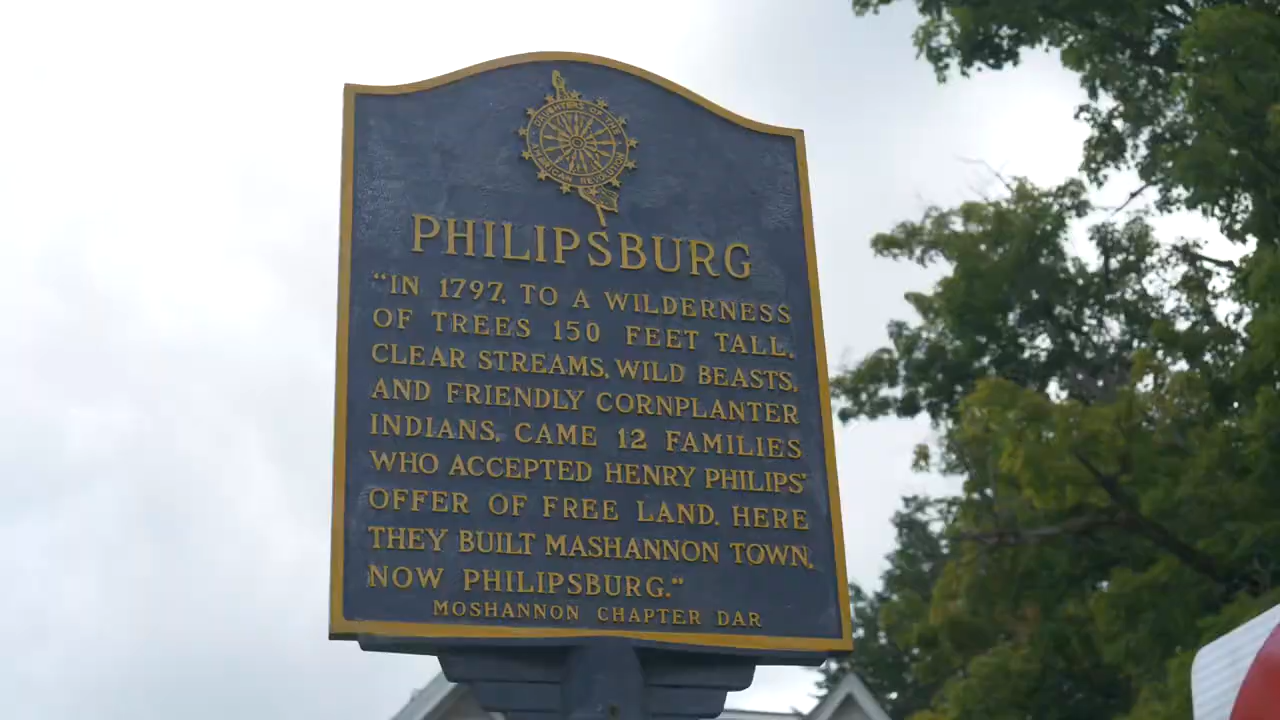 DAUGHTERS OF THE
AMERICAN REVOLUTION
PHILIPSBURG
"IN 1797, TO A WILDERNESS
OF TREES 150 FEET TALL,
CLEAR STREAMS, WILD BEASTS,
AND FRIENDLY CORNPLANTER
INDIANS, CAME 12 FAMILIES
WHO ACCEPTED HENRY PHILIPS'
OFFER OF FREE LAND. HERE
THEY BUILT MASHANNON TOWN,
NOW PHILIPSBURG."
MOSHANNON CHAPTER DAR